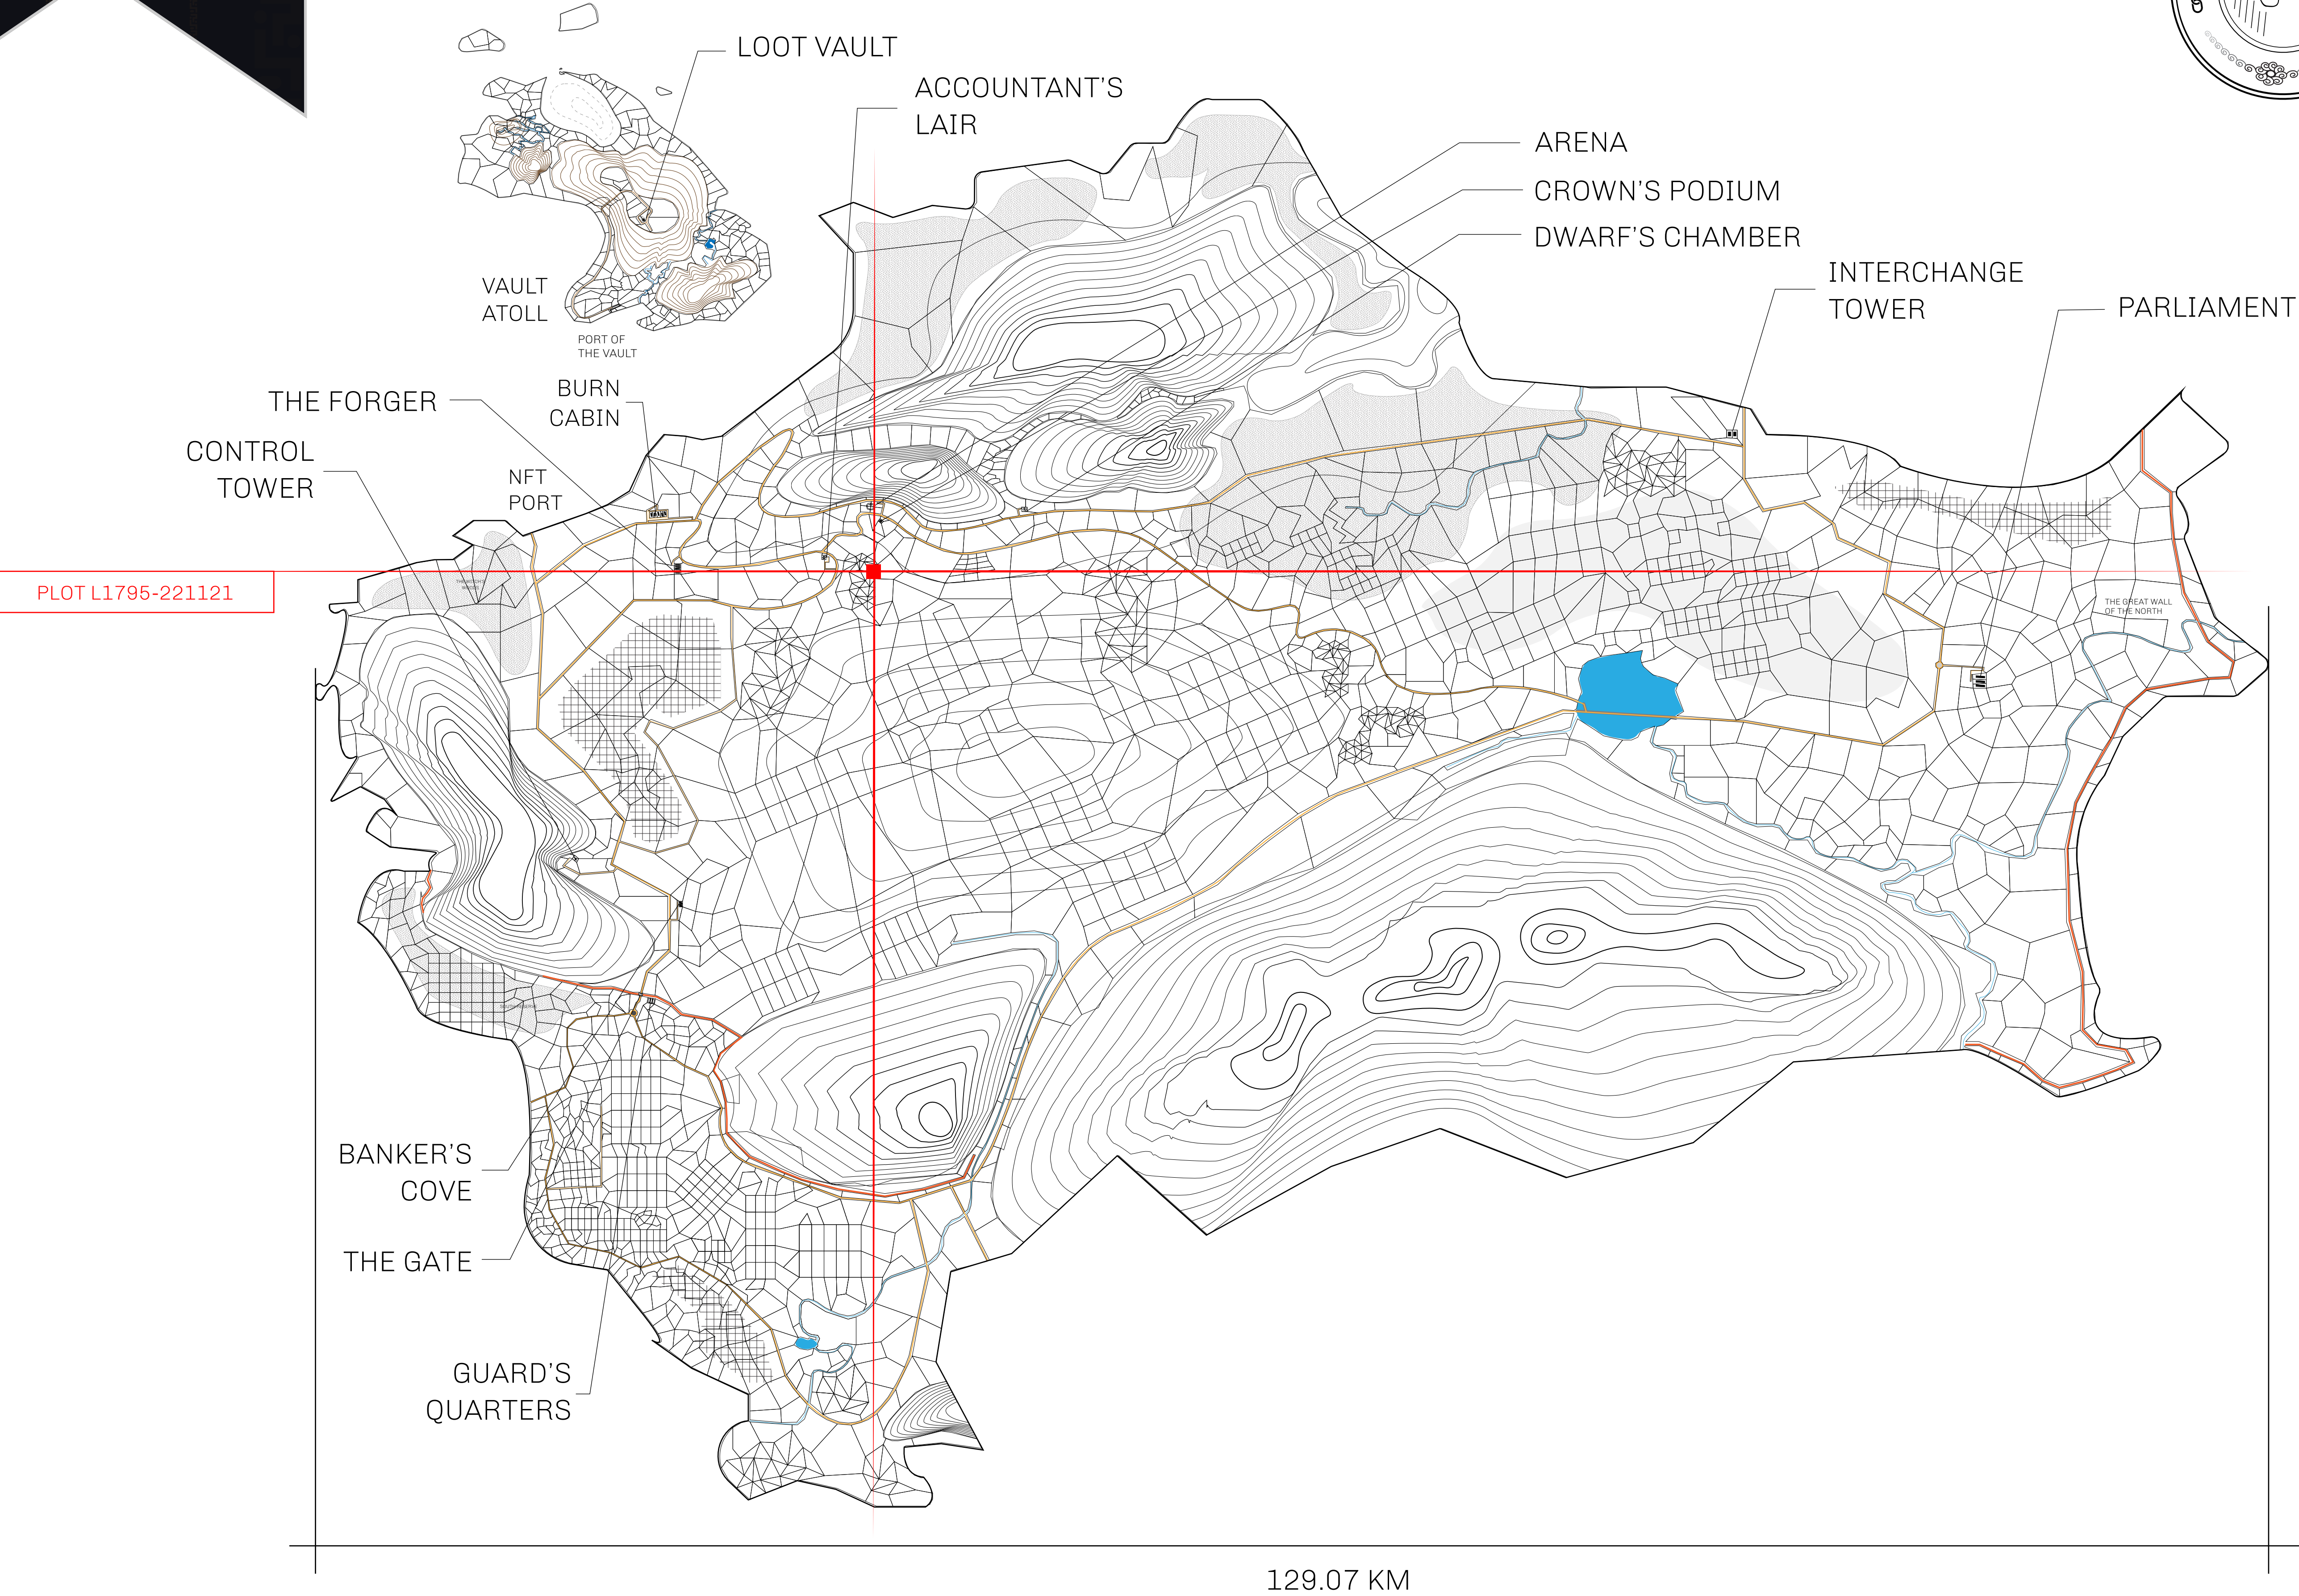 LOOT VAULT
ACCOUNTANT'S
LAIR
ARENA
CROWN'S PODIUM
DWARF'S CHAMBER
INTERCHANGE
TOWER
PARLIAMENT
VAULT
ATOLL
PORT OF
THE VAULT
BURN
CABIN
THE FORGER
CONTROL
TOWER
NFT
PORT
PLOT L1795-221121
THE GREAT WALL
OF THE NORTH
BANKER'S
COVE
THE GATE
GUARD'S
QUARTERS
129.07 KM